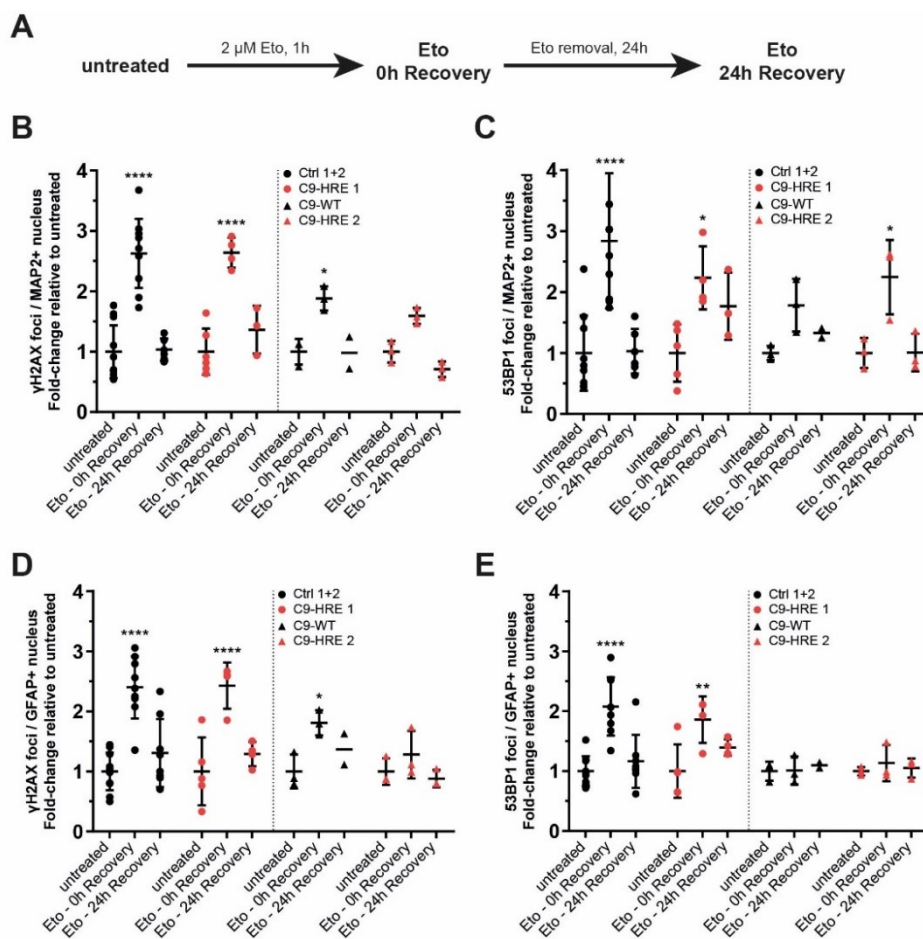 A
untreated
2 µM Eto, 1h
Eto
0h Recovery
Eto removal, 24h
Eto
24h Recovery
B
γH2AX foci / MAP2+ nucleus
Fold-change relative to untreated
4
3
2
1
0
****
****
*
Ctrl 1+2
C9-HRE 1
C9-WT
C9-HRE 2
untreated
Eto - 0h Recovery
Eto - 24h Recovery
untreated
Eto - 0h Recovery
Eto - 24h Recovery
untreated
Eto - 0h Recovery
Eto - 24h Recovery
untreated
Eto - 0h Recovery
Eto - 24h Recovery
C
53BP1 foci / MAP2+ nucleus
Fold-change relative to untreated
4
3
2
1
0
****
*
*
*
Ctrl 1+2
C9-HRE 1
C9-WT
C9-HRE 2
untreated
Eto - 0h Recovery
Eto - 24h Recovery
untreated
Eto - 0h Recovery
Eto - 24h Recovery
untreated
Eto - 0h Recovery
Eto - 24h Recovery
untreated
Eto - 0h Recovery
Eto - 24h Recovery
D
γH2AX foci / GFAP+ nucleus
Fold-change relative to untreated
4
3
2
1
0
****
****
*
Ctrl 1+2
C9-HRE 1
C9-WT
C9-HRE 2
untreated
Eto - 0h Recovery
Eto - 24h Recovery
untreated
Eto - 0h Recovery
Eto - 24h Recovery
untreated
Eto - 0h Recovery
Eto - 24h Recovery
untreated
Eto - 0h Recovery
Eto - 24h Recovery
E
53BP1 foci / GFAP+ nucleus
Fold-change relative to untreated
4
3
2
1
0
****
**
Ctrl 1+2
C9-HRE 1
C9-WT
C9-HRE 2
untreated
Eto - 0h Recovery
Eto - 24h Recovery
untreated
Eto - 0h Recovery
Eto - 24h Recovery
untreated
Eto - 0h Recovery
Eto - 24h Recovery
untreated
Eto - 0h Recovery
Eto - 24h Recovery